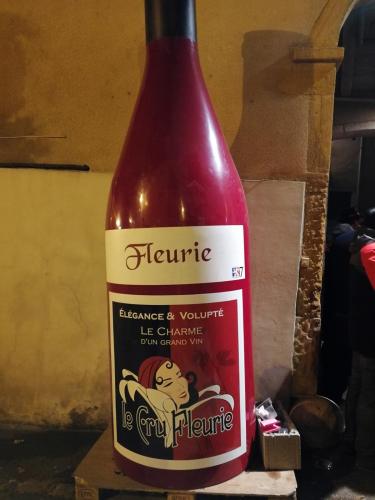 Fleurie
ÉLÉGANCE & VOLUPTÉ
LE CHARME
D'UN GRAND VIN
le Cru Fleurie